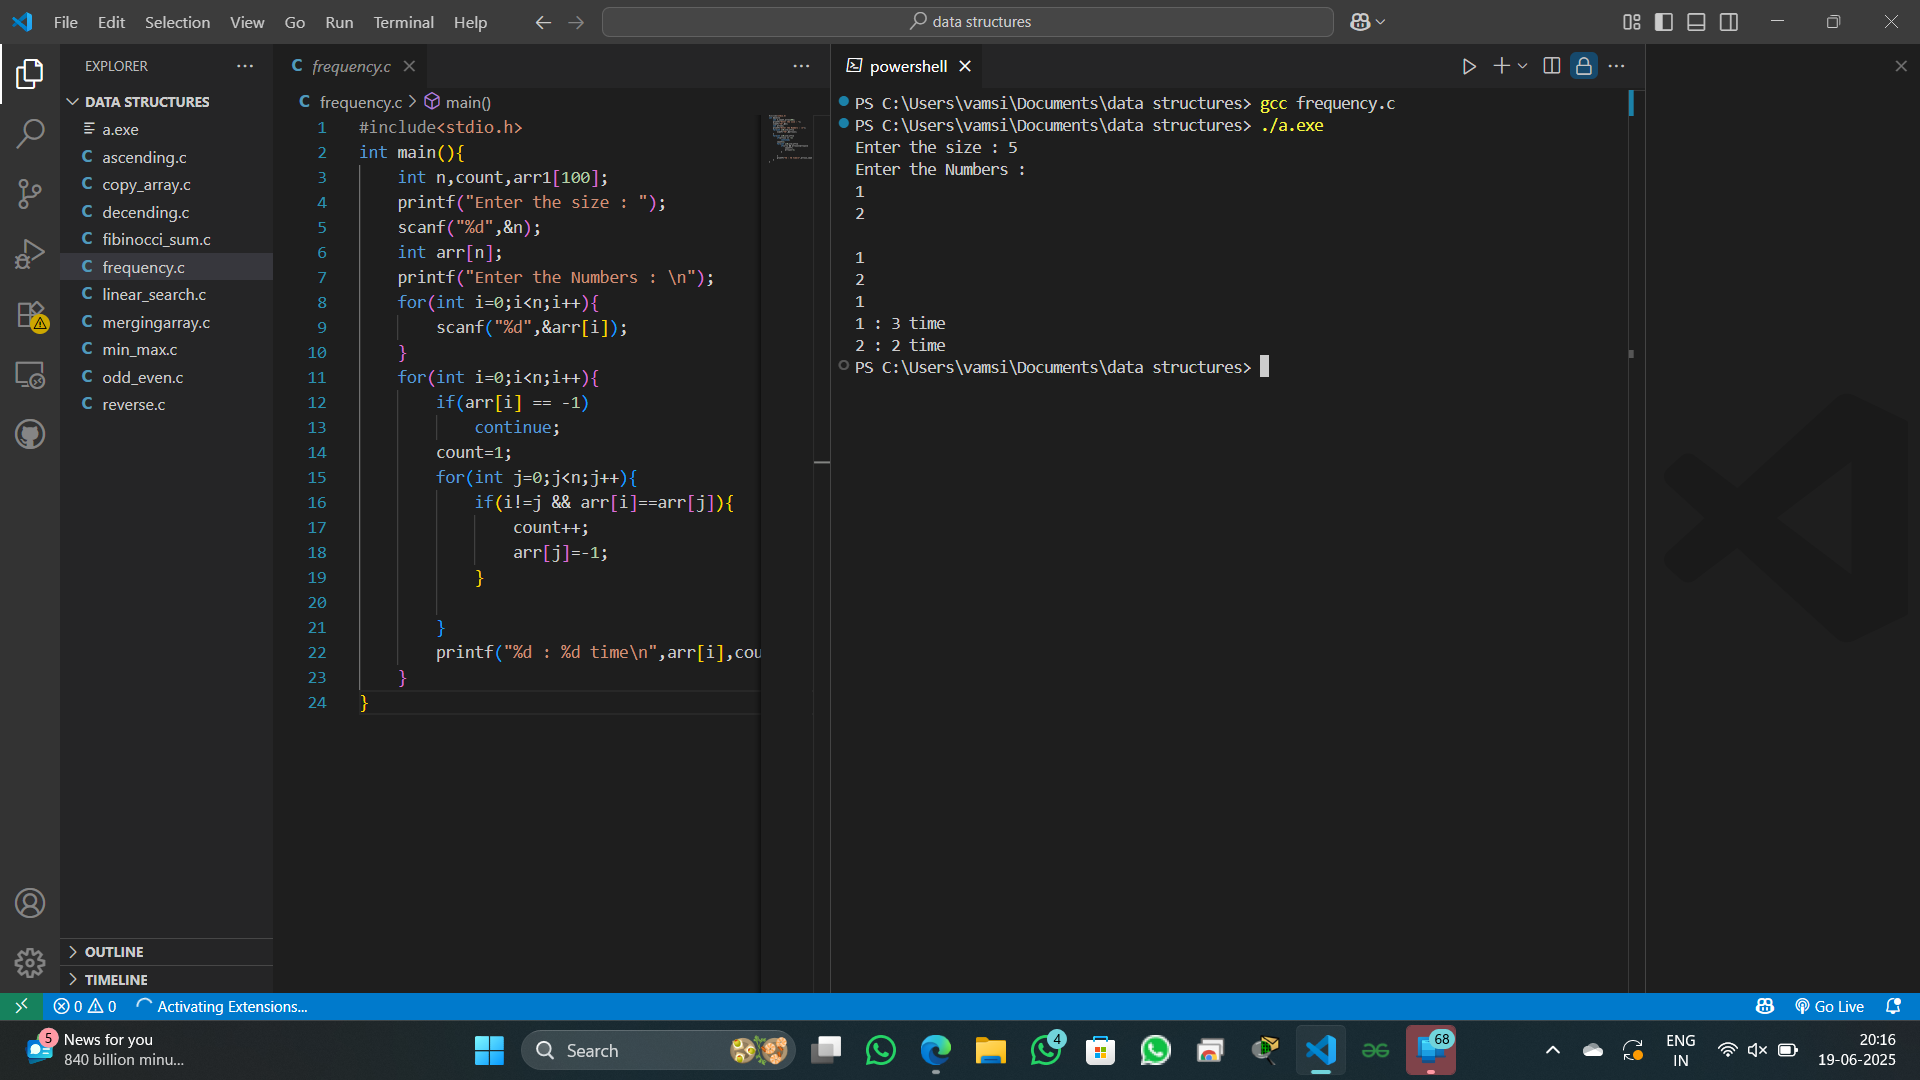 File Edit Selection View Go Run Terminal Help
data structures
EXPLORER
DATA STRUCTURES
a.exe
C ascending.c
C copy_array.c
C decending.c
C fibinocci_sum.c
C frequency.c
C linear_search.c
C mergingarray.c
C min_max.c
C odd_even.c
C reverse.c
OUTLINE
TIMELINE
C frequency.c
C frequency.c > main()
1 #include<stdio.h>
2 int main(){
3 int n,count,arr1[100];
4 printf("Enter the size : ");
5 scanf("%d",&n);
6 int arr[n];
7 printf("Enter the Numbers : \n");
8 for(int i=0;i<n;i++){
9 scanf("%d",&arr[i]);
10 }
11 for(int i=0;i<n;i++){
12 if(arr[i] == -1)
13 continue;
14 count=1;
15 for(int j=0;j<n;j++){
16 if(i!=j && arr[i]==arr[j]){
17 count++;
18 arr[j]=-1;
19 }
20
21 }
22 printf("%d : %d time\n",arr[i],cou
23 }
24 }
powershell
PS C:\Users\vamsi\Documents\data structures> gcc frequency.c
PS C:\Users\vamsi\Documents\data structures> ./a.exe
Enter the size : 5
Enter the Numbers :
1
2
1
2
1
1 : 3 time
2 : 2 time
PS C:\Users\vamsi\Documents\data structures>
0 0 Activating Extensions...
Go Live
5
News for you
840 billion minu...
Search
4
68
ENG
IN
20:16
19-06-2025